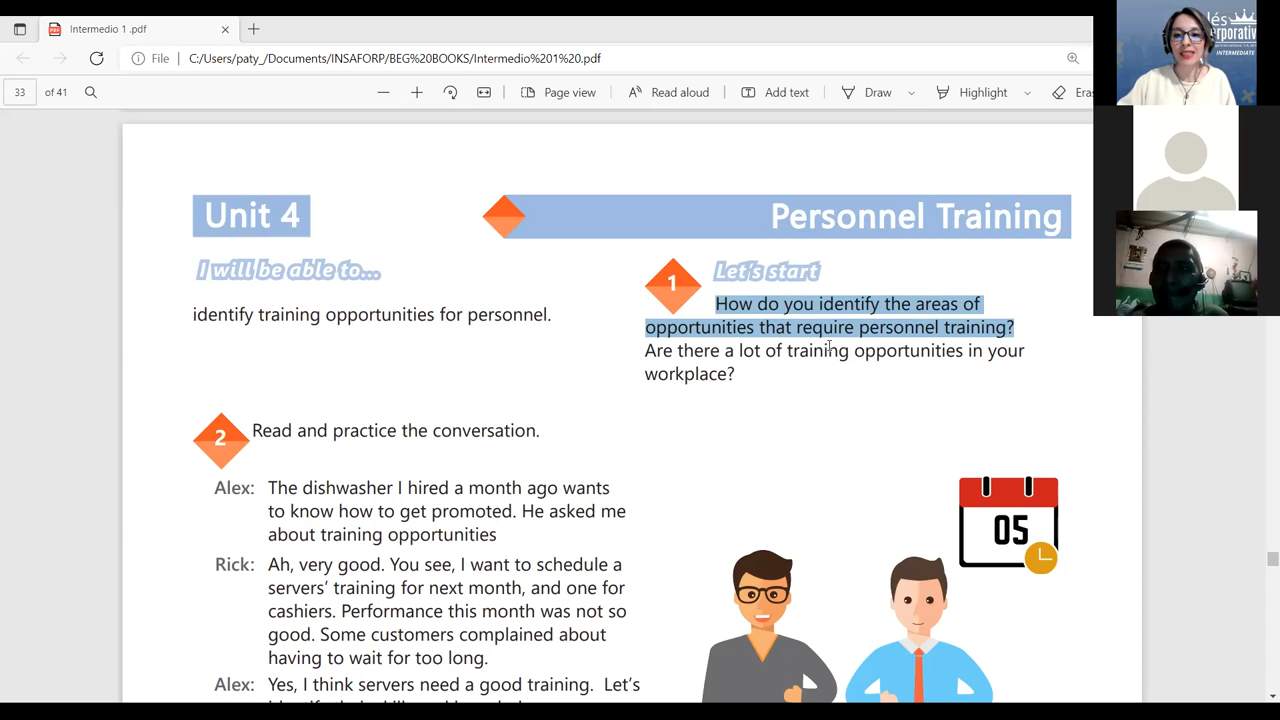 Intermedio 1 .pdf
File C:/Users/paty_/Documents/INSAFORP/BEG%20BOOKS/Intermedio%201%20.pdf
33 of 41 Page view Read aloud Add text Draw Highlight
Unit 4
Personnel Training
I will be able to...
identify training opportunities for personnel.
1
Let's start
How do you identify the areas of
opportunities that require personnel training?
Are there a lot of training opportunities in your
workplace?
2
Read and practice the conversation.
Alex: The dishwasher I hired a month ago wants
to know how to get promoted. He asked me
about training opportunities
Rick: Ah, very good. You see, I want to schedule a
servers' training for next month, and one for
cashiers. Performance this month was not so
good. Some customers complained about
having to wait for too long.
Alex: Yes, I think servers need a good training. Let's
05
INTERMEDIATE